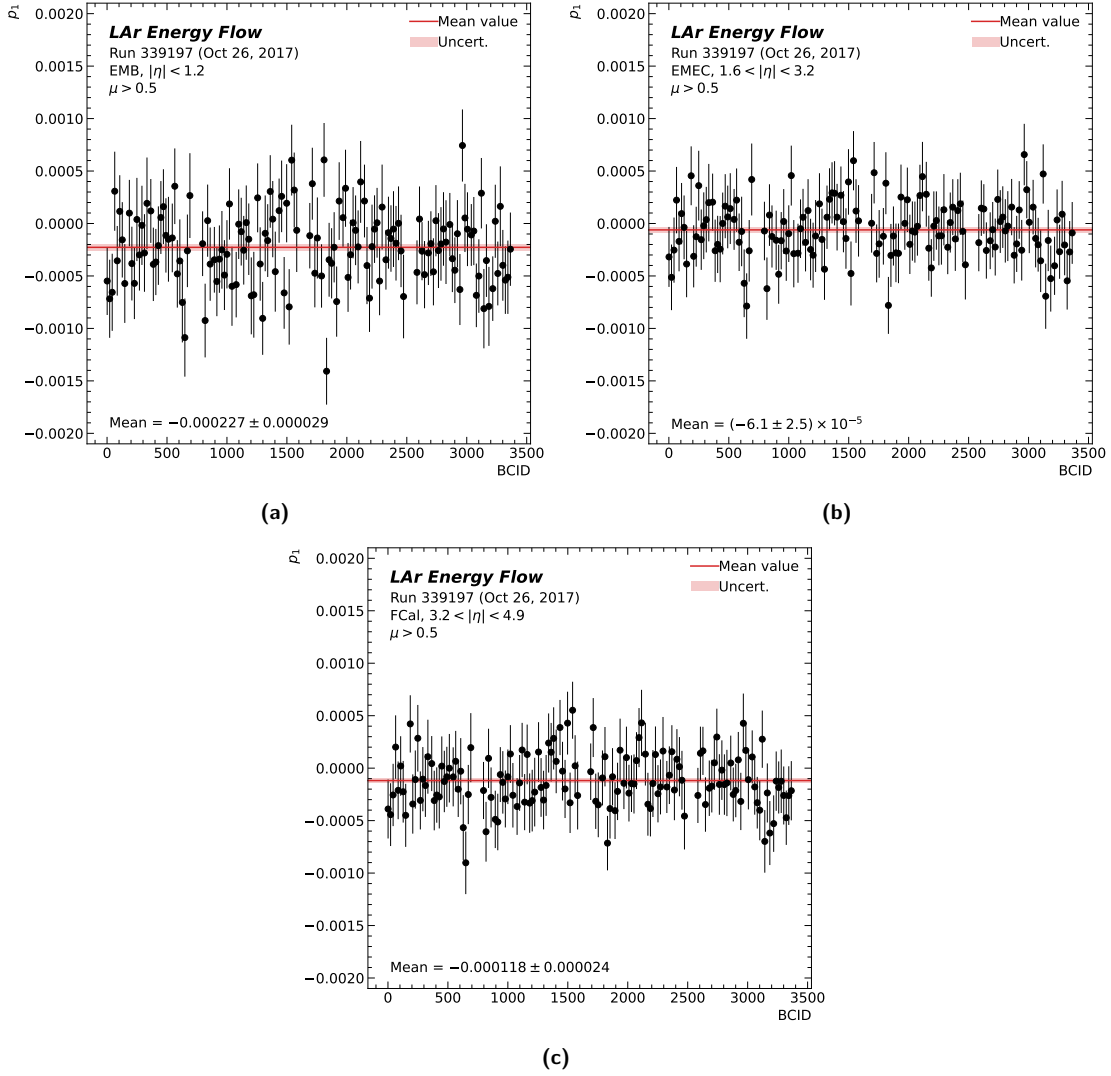 p₁
0.0020
0.0015
0.0010
0.0005
0.0000
−0.0005
−0.0010
−0.0015
−0.0020
LAr Energy Flow
Run 339197 (Oct 26, 2017)
EMB, |η| < 1.2
μ > 0.5
Mean value
Uncert.
Mean = −0.000227 ± 0.000029
0 500 1000 1500 2000 2500 3000 3500
BCID
(a)
p₁
0.0020
0.0015
0.0010
0.0005
0.0000
−0.0005
−0.0010
−0.0015
−0.0020
LAr Energy Flow
Run 339197 (Oct 26, 2017)
EMEC, 1.6 < |η| < 3.2
μ > 0.5
Mean value
Uncert.
Mean = (−6.1 ± 2.5) × 10⁻⁵
0 500 1000 1500 2000 2500 3000 3500
BCID
(b)
p₁
0.0020
0.0015
0.0010
0.0005
0.0000
−0.0005
−0.0010
−0.0015
−0.0020
LAr Energy Flow
Run 339197 (Oct 26, 2017)
FCal, 3.2 < |η| < 4.9
μ > 0.5
Mean value
Uncert.
Mean = −0.000118 ± 0.000024
0 500 1000 1500 2000 2500 3000 3500
BCID
(c)